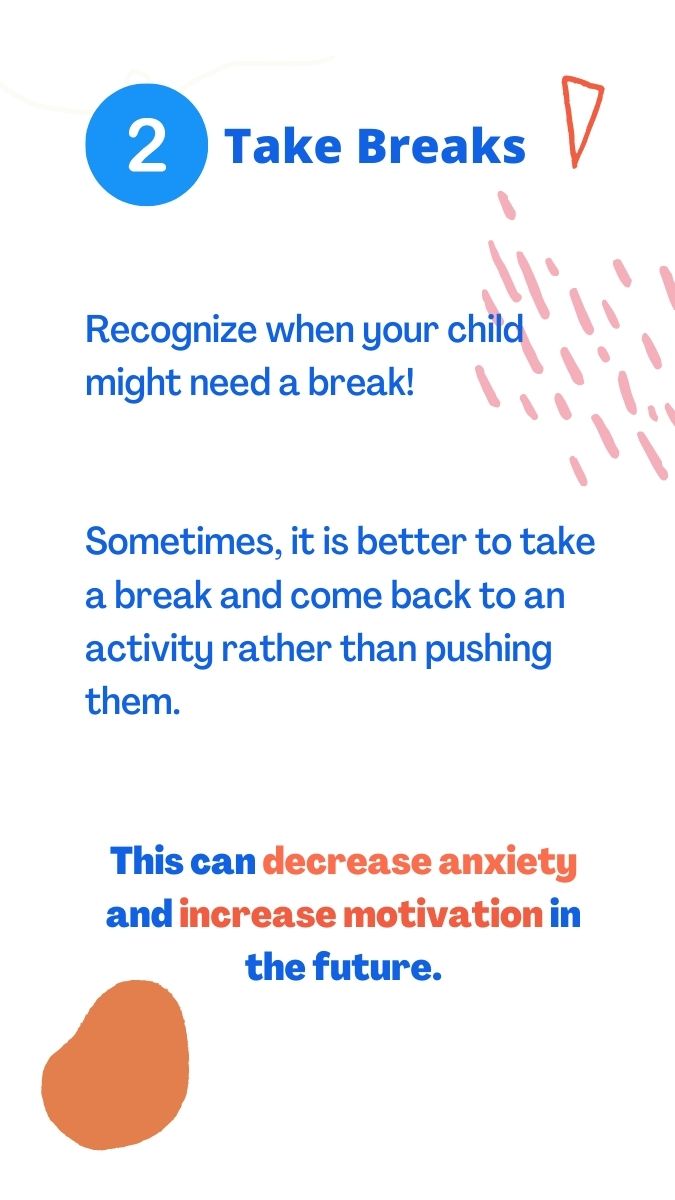 2 Take Breaks
Recognize when your child
might need a break!
Sometimes, it is better to take
a break and come back to an
activity rather than pushing
them.
This can decrease anxiety
and increase motivation in
the future.